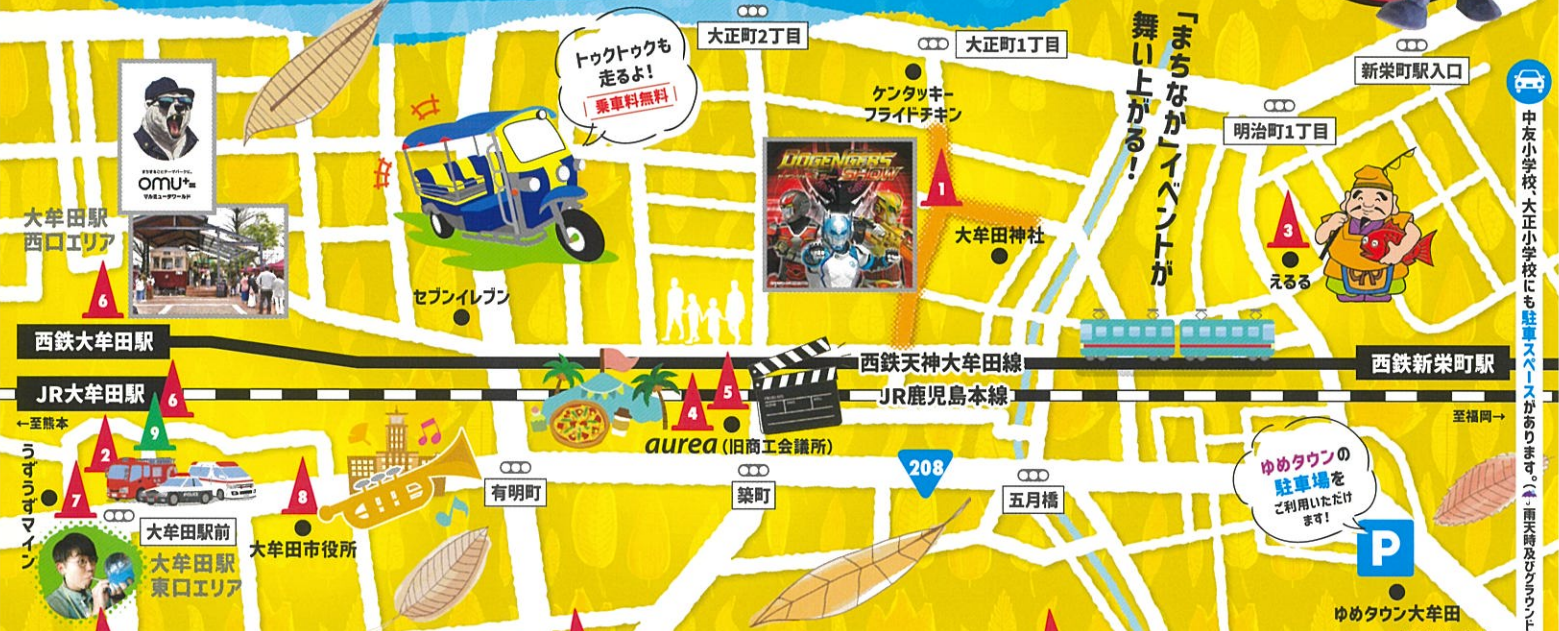 大正町2丁目
大正町1丁目
新栄町駅入口
明治町1丁目
トゥクトゥクも
走るよ!
乗車料無料
ケンタッキー
フライドチキン
「まちなか」イベントが
舞い上がる!
OMU+
マルミュータワールド
DOGENGERS
SHOW
大牟田駅
西口エリア
6
1
大牟田神社
3
えるる
セブンイレブン
西鉄大牟田駅
西鉄天神大牟田線
西鉄新栄町駅
JR大牟田駅
6
JR鹿児島本線
←至熊本
至福岡→
4
5
aurea(旧商工会議所)
9
2
7
8
うずうずマイン
大牟田駅前
大牟田駅
東口エリア
大牟田市役所
有明町
築町
208
五月橋
ゆめタウンの
駐車場を
ご利用いただけ
ます!
P
ゆめタウン大牟田
中友小学校、大正小学校にも駐車スペースがあります。(雨天時及びグラウンド